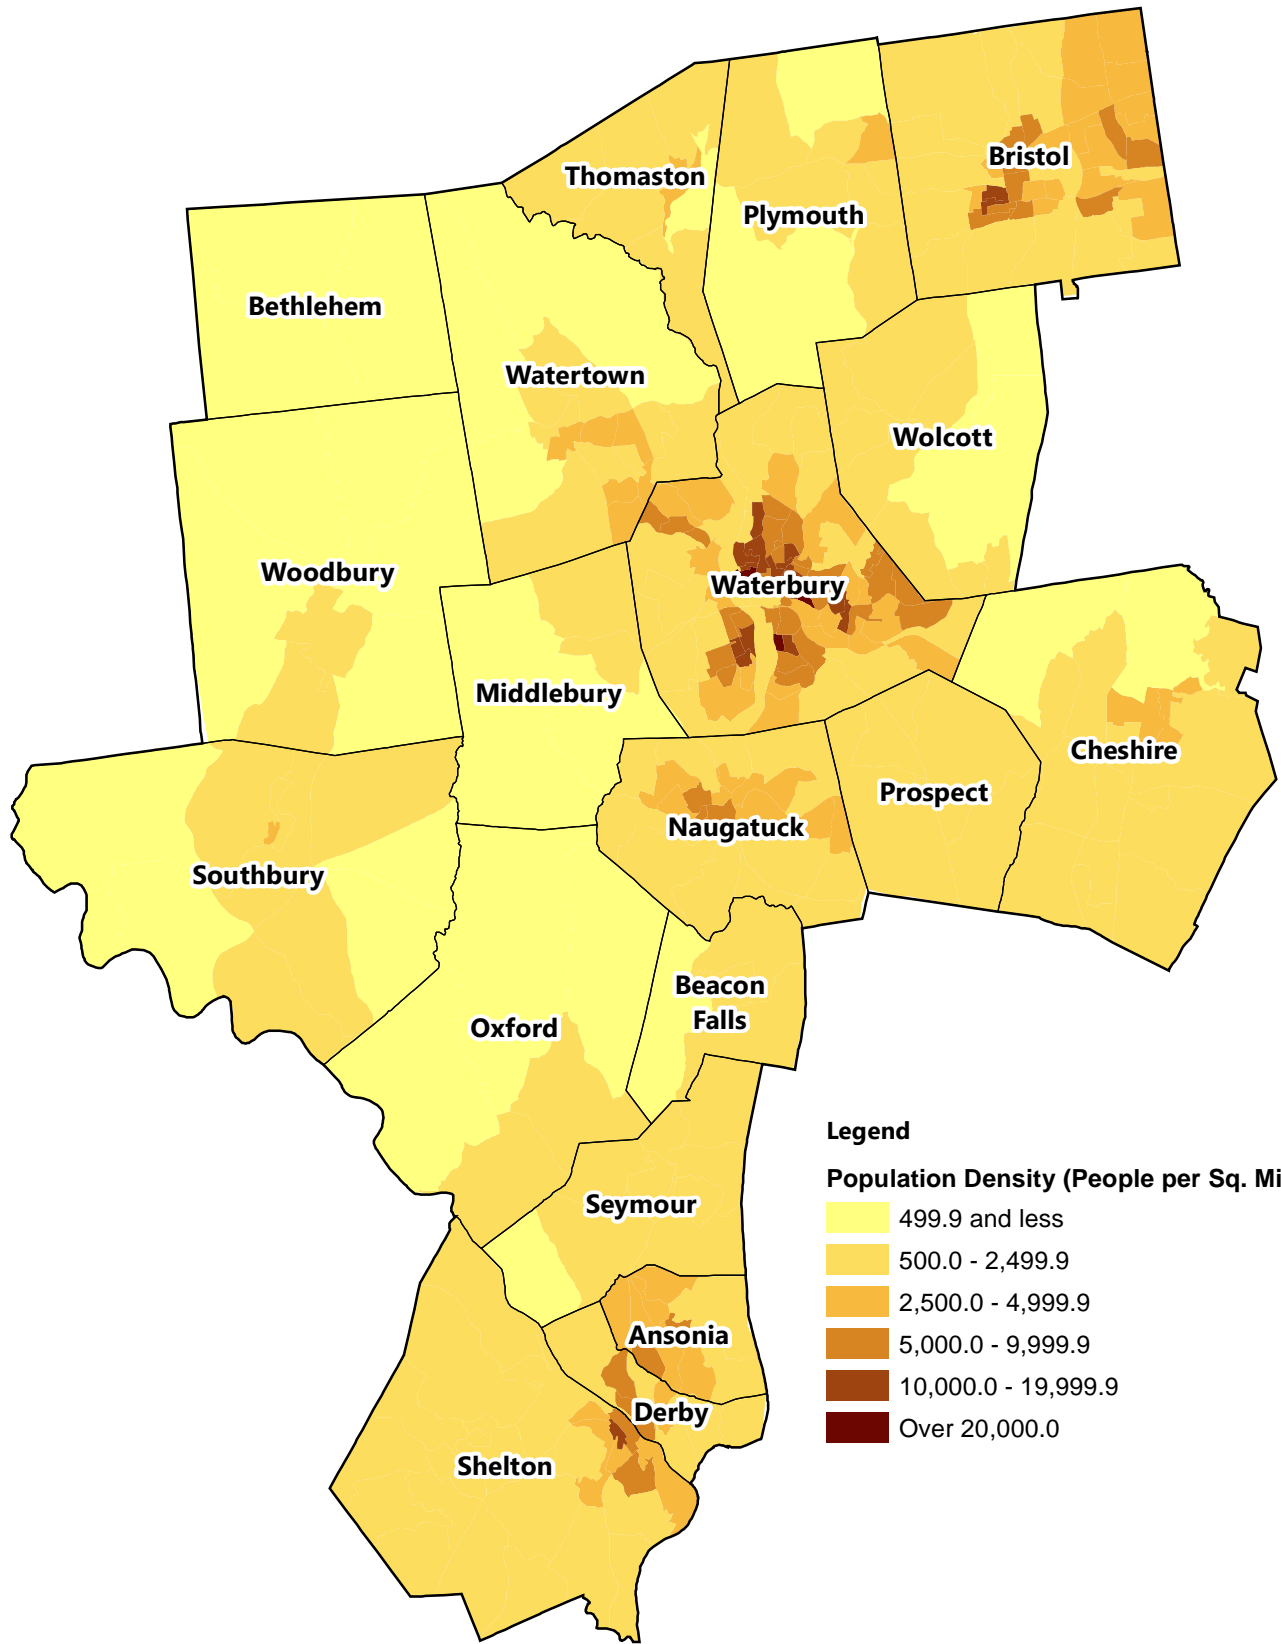 Bristol
Thomaston
Plymouth
Bethlehem
Watertown
Wolcott
Woodbury
Waterbury
Middlebury
Cheshire
Prospect
Naugatuck
Southbury
Beacon
Falls
Oxford
Seymour
Ansonia
Derby
Shelton
Legend
Population Density (People per Sq. Mi
499.9 and less
500.0 - 2,499.9
2,500.0 - 4,999.9
5,000.0 - 9,999.9
10,000.0 - 19,999.9
Over 20,000.0